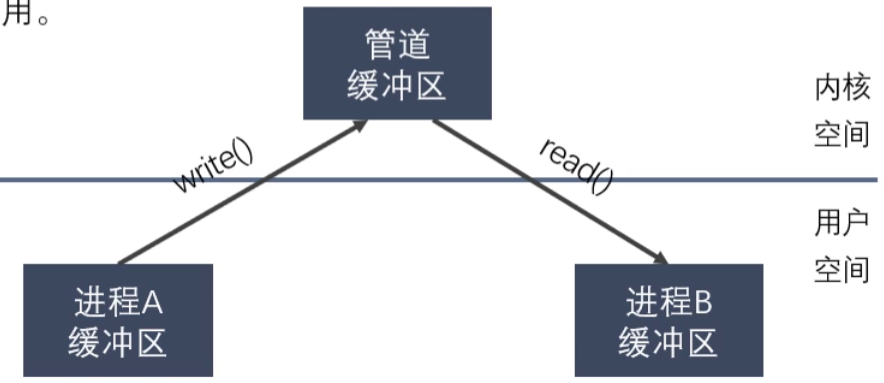 用。
管道
缓冲区
内核
空间
write()
read()
用户
空间
进程A
缓冲区
进程B
缓冲区